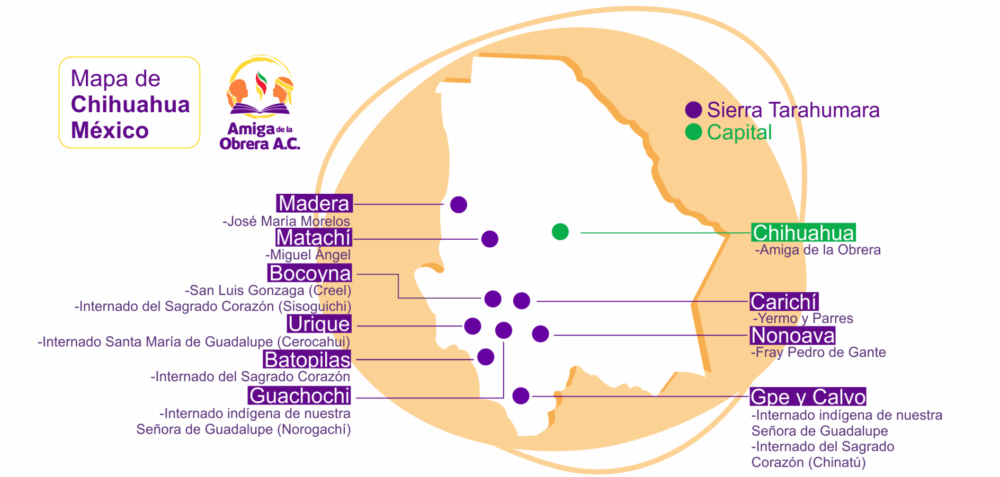 Mapa de
Chihuahua
México
Amiga de la
Obrera A.C.
Sierra Tarahumara
Capital
Madera
-José María Morelos
Matachí
-Miguel Ángel
Bocoyna
-San Luis Gonzaga (Creel)
-Internado del Sagrado Corazón (Sisoguichi)
Urique
-Internado Santa María de Guadalupe (Cerocahui)
Batopilas
-Internado del Sagrado Corazón
Guachochi
-Internado indígena de nuestra
Señora de Guadalupe (Norogachí)
Chihuahua
-Amiga de la Obrera
Carichí
-Yermo y Parres
Nonoava
-Fray Pedro de Gante
Gpe y Calvo
-Internado indígena de nuestra
Señora de Guadalupe
-Internado del Sagrado
Corazón (Chinatú)